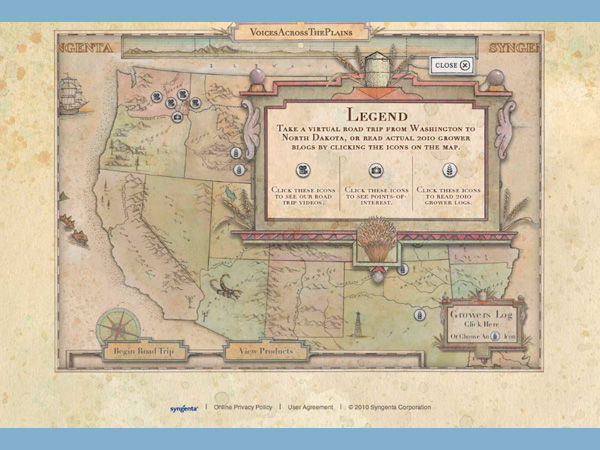 VoicesAcrossThePlains
NGENTA
SYNGE
CLOSE
Legend
Take a virtual road trip from Washington to
North Dakota, or read actual 2010 grower
blogs by clicking the icons on the map.
Click these icons
to see our road
trip videos.
Click these icons
to see points-of-
interest.
Click these icons
to read 2010
grower logs.
Growers Log
Click Here
Or Choose An Icon
Begin Road Trip
View Products
syngenta
Online Privacy Policy | User Agreement | © 2010 Syngenta Corporation